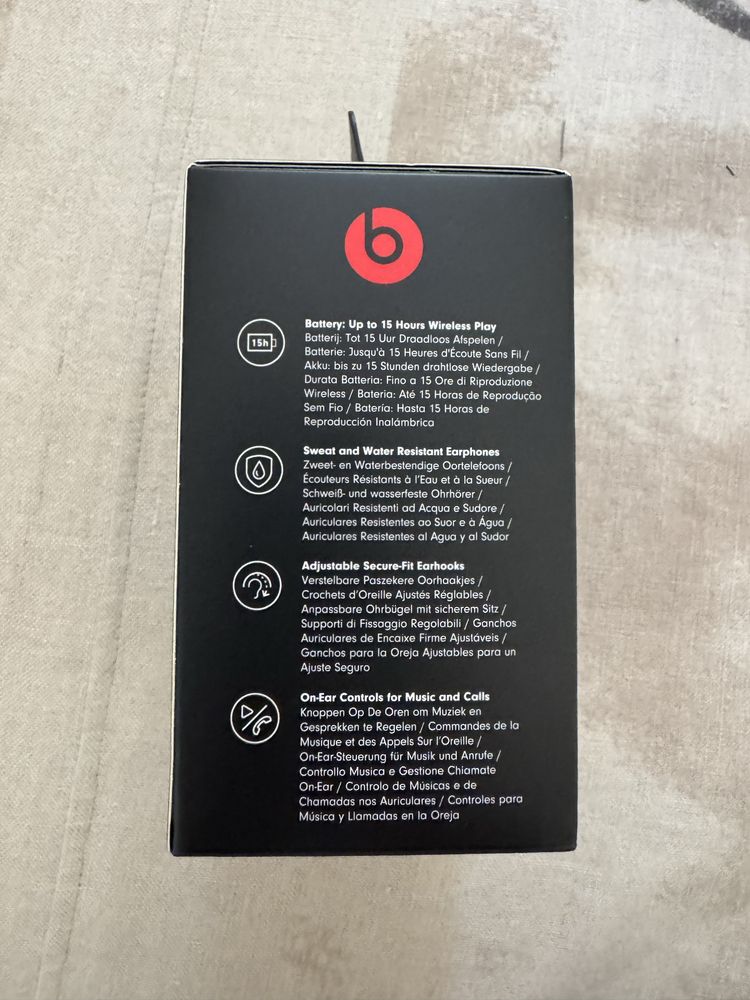 b
15h
Battery: Up to 15 Hours Wireless Play
Batterij: Tot 15 Uur Draadloos Afspelen /
Batterie: Jusqu'à 15 Heures d'Écoute Sans Fil /
Akku: bis zu 15 Stunden drahtlose Wiedergabe /
Durata Batteria: Fino a 15 Ore di Riproduzione
Wireless / Bateria: Até 15 Horas de Reprodução
Sem Fio / Batería: Hasta 15 Horas de
Reproducción Inalámbrica
Sweat and Water Resistant Earphones
Zweet- en Waterbestendige Oortelefoons /
Écouteurs Résistants à l'Eau et à la Sueur /
Schweiß- und wasserfeste Ohrhörer /
Auricolari Resistenti ad Acqua e Sudore /
Auriculares Resistentes ao Suor e à Água /
Auriculares Resistentes al Agua y al Sudor
Adjustable Secure-Fit Earhooks
Verstelbare Paszekere Oorhaakjes /
Crochets d'Oreille Ajustés Réglables /
Anpassbare Ohrbügel mit sicherem Sitz /
Supporti di Fissaggio Regolabili / Ganchos
Auriculares de Encaixe Firme Ajustáveis /
Ganchos para la Oreja Ajustables para un
Ajuste Seguro
On-Ear Controls for Music and Calls
Knoppen Op De Oren om Muziek en
Gesprekken te Regelen / Commandes de la
Musique et des Appels Sur l'Oreille /
On-Ear-Steuerung für Musik und Anrufe /
Controllo Musica e Gestione Chiamate
On-Ear / Controlo de Músicas e de
Chamadas nos Auriculares / Controles para
Música y Llamadas en la Oreja